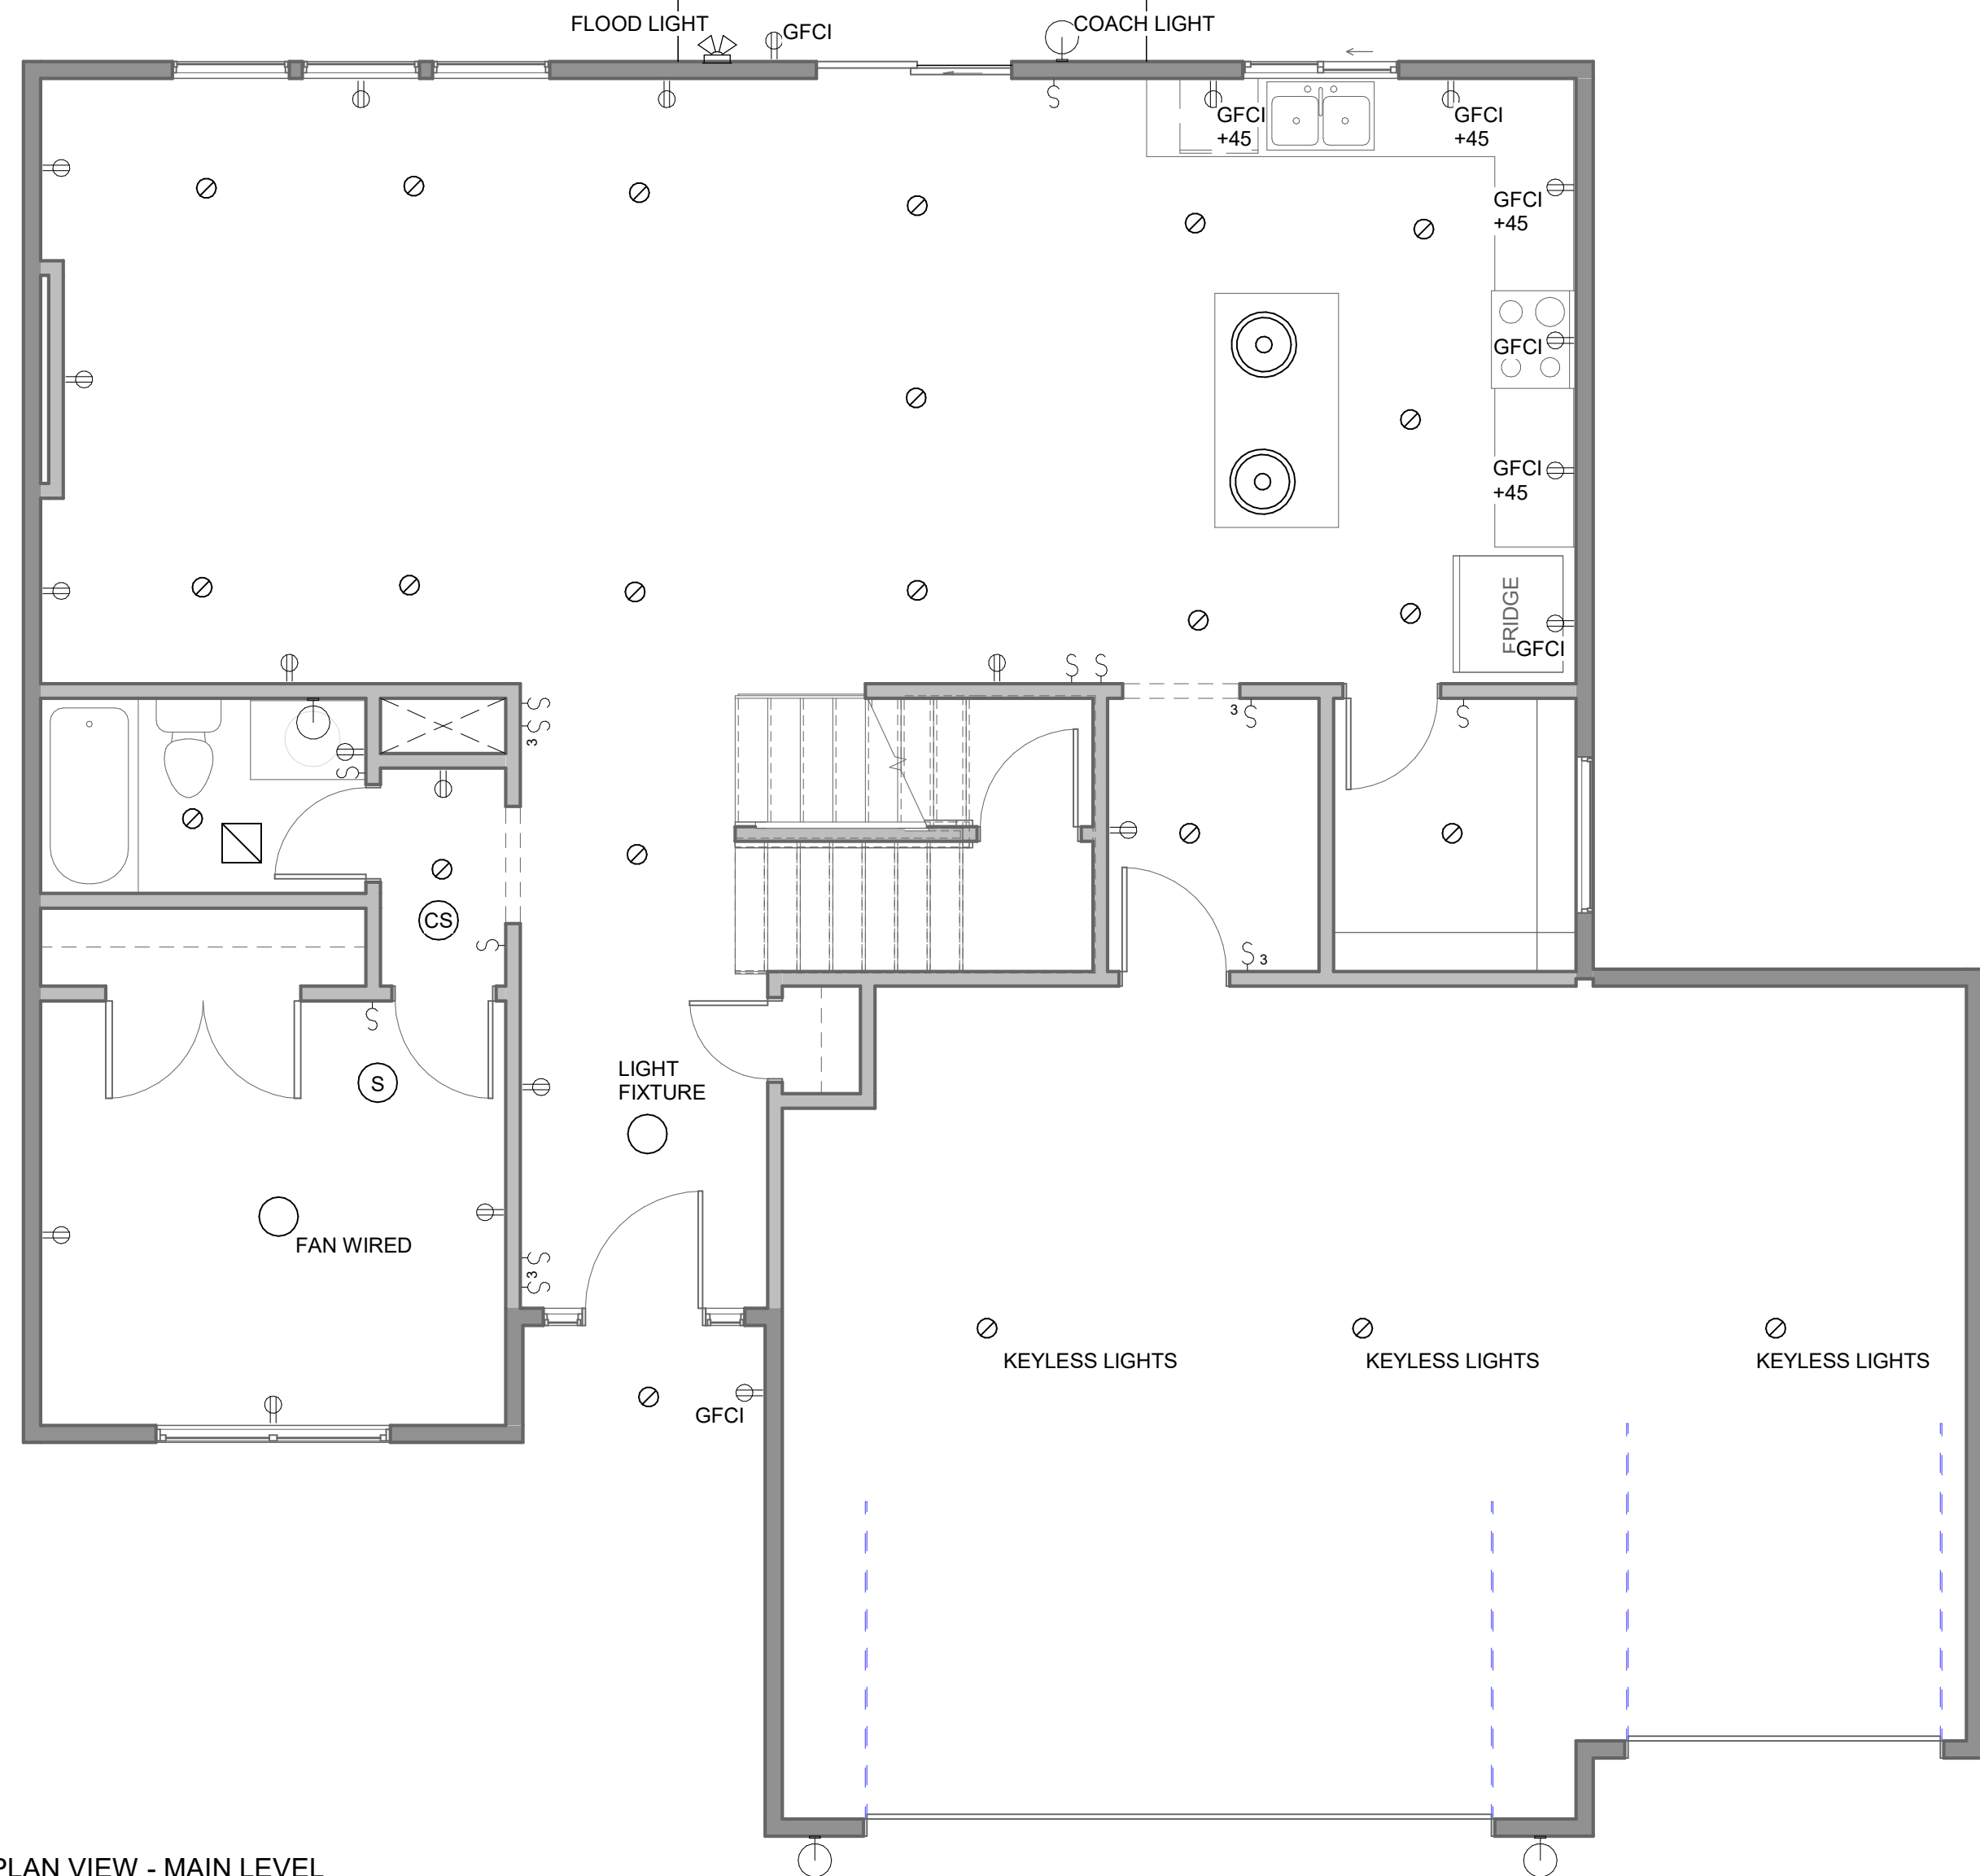 FLOOD LIGHT
GFCI
COACH LIGHT
S
GFCI
+45
GFCI
+45
GFCI
+45
GFCI
GFCI
+45
FRIDGE
GFCI
S
S
S
S
3
3
S
S
S
CS
S
S
3
S
S
LIGHT
FIXTURE
FAN WIRED
S
3
S
KEYLESS LIGHTS
KEYLESS LIGHTS
KEYLESS LIGHTS
GFCI
PLAN VIEW - MAIN LEVEL